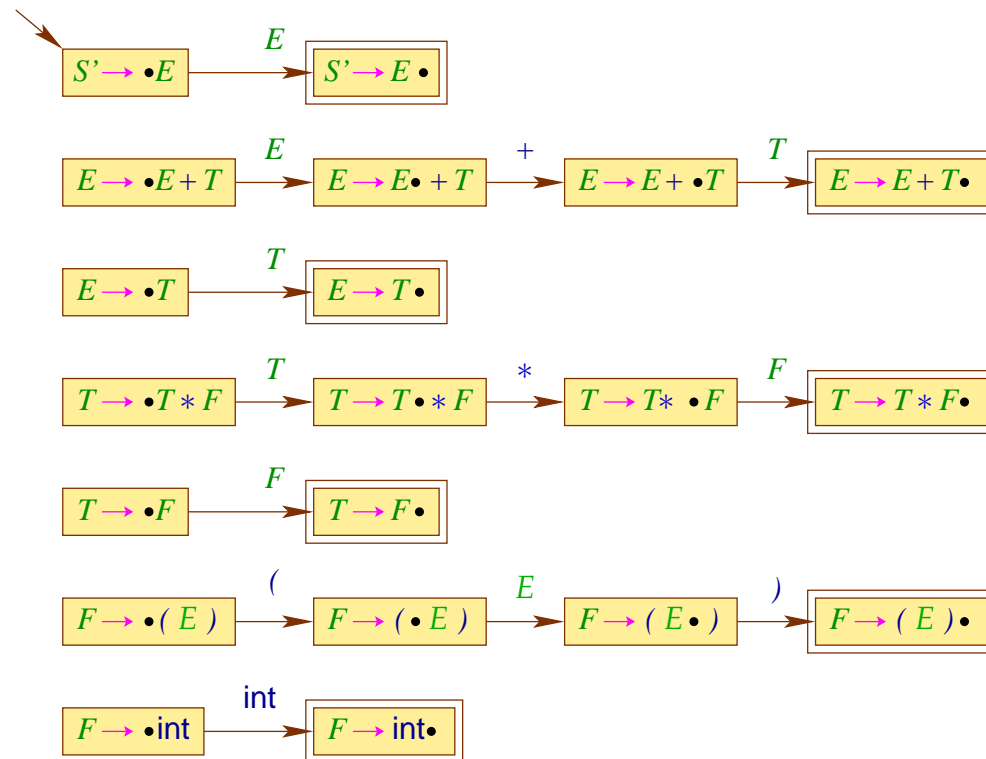 E
S’→ •E S’→ E •
E + T
E→ •E + T E→ E• + T E→ E + •T E→ E + T•
T
E→ •T E→ T •
T * F
T→ •T * F T→ T • * F T→ T* •F T→ T * F•
F
T→ •F T→ F •
( E )
F→ •( E ) F→ ( • E ) F→ ( E • ) F→ ( E ) •
int
F→ •int F→ int•